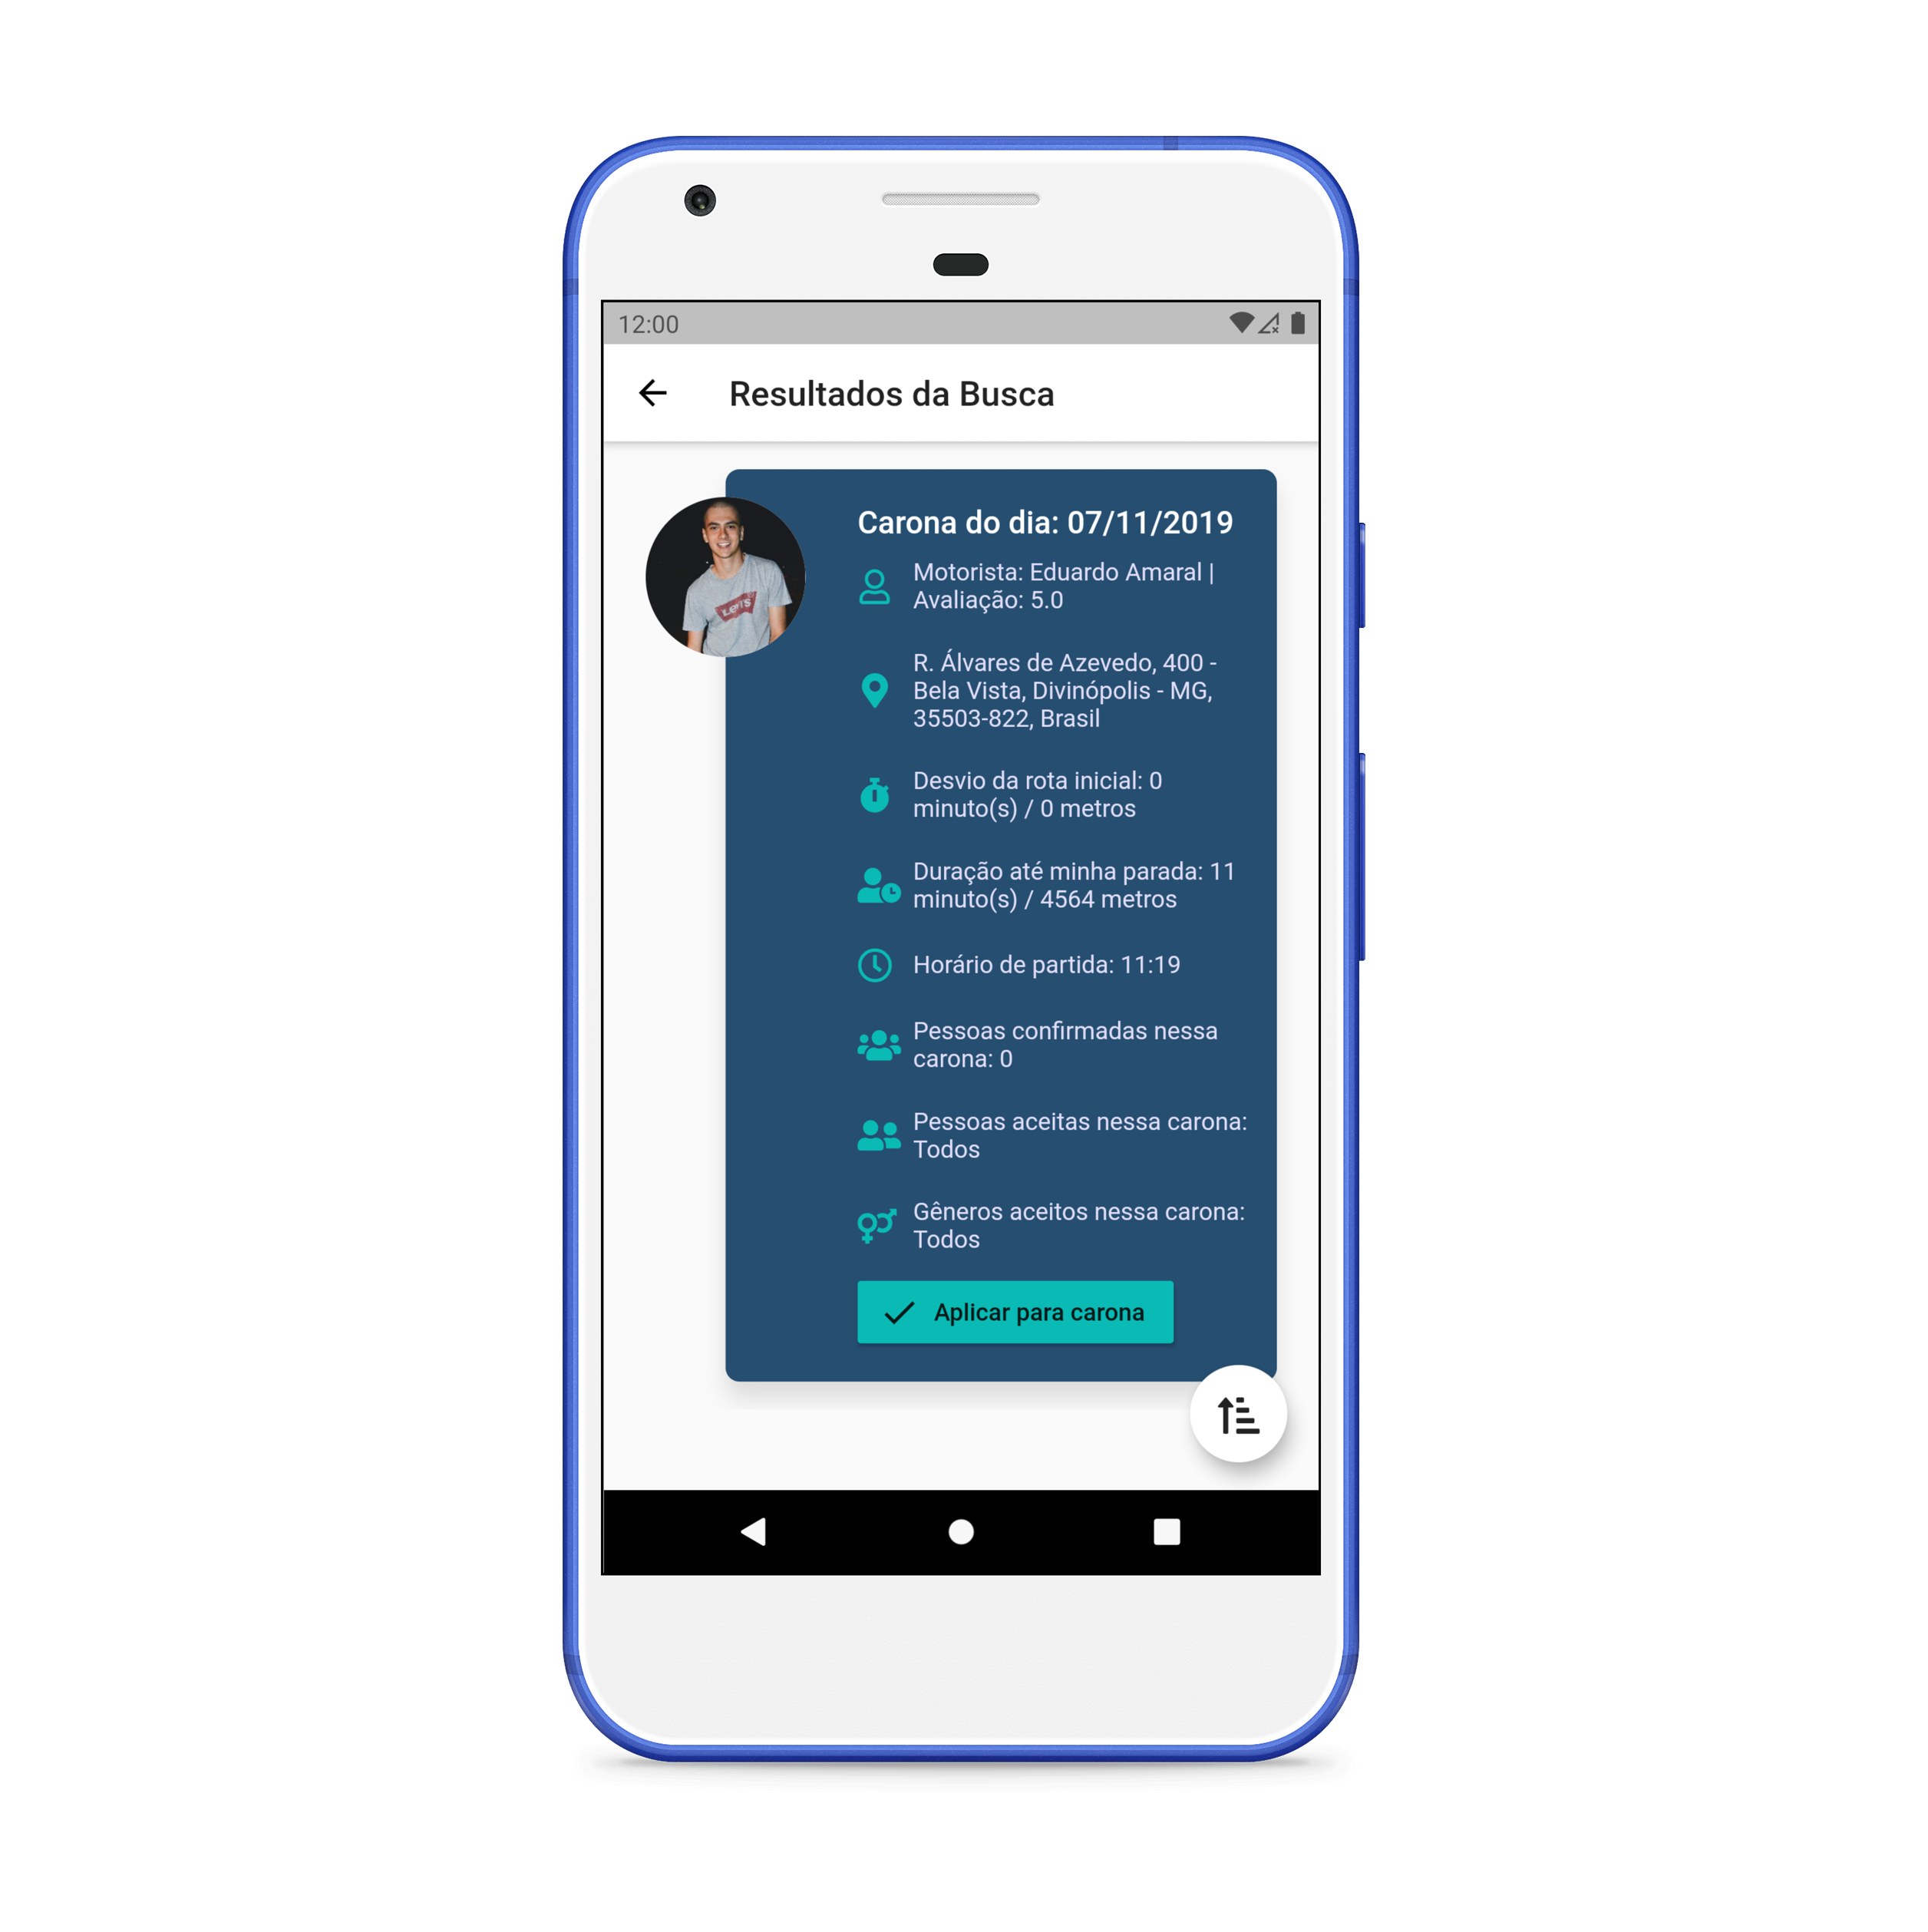 12:00
Resultados da Busca
Carona do dia: 07/11/2019
Motorista: Eduardo Amaral |
Avaliação: 5.0
R. Álvares de Azevedo, 400 -
Bela Vista, Divinópolis - MG,
35503-822, Brasil
Desvio da rota inicial: 0
minuto(s) / 0 metros
Duração até minha parada: 11
minuto(s) / 4564 metros
Horário de partida: 11:19
Pessoas confirmadas nessa
carona: 0
Pessoas aceitas nessa carona:
Todos
Gêneros aceitos nessa carona:
Todos
Aplicar para carona